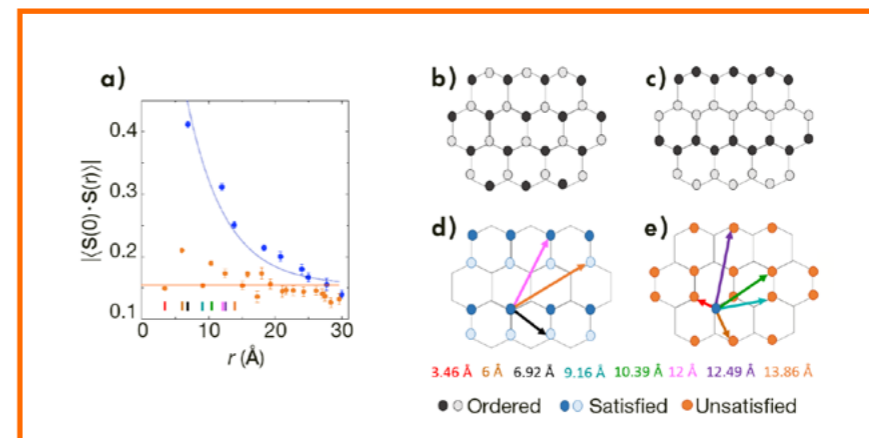 a)
b)
c)
0.4
0.3
0.2
0.1
|⟨S(0) · S(r)⟩|
0 10 20 30
r (Å)
d)
e)
3.46 Å 6 Å 6.92 Å 9.16 Å 10.39 Å 12 Å 12.49 Å 13.86 Å
Ordered Satisfied Unsatisfied